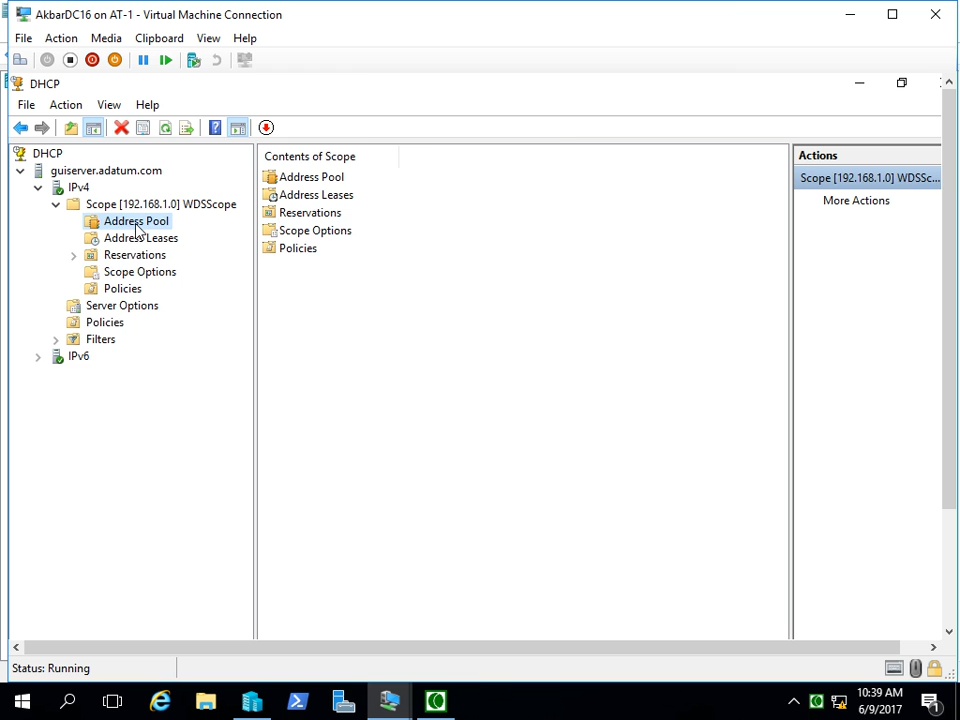 AkbarDC16 on AT-1 - Virtual Machine Connection
File Action Media Clipboard View Help
DHCP
File Action View Help
DHCP
guiserver.adatum.com
IPv4
Scope [192.168.1.0] WDSScope
Address Pool
Address Leases
Reservations
Scope Options
Policies
Server Options
Policies
Filters
IPv6
Contents of Scope
Address Pool
Address Leases
Reservations
Scope Options
Policies
Actions
Scope [192.168.1.0] WDSSc...
More Actions
Status: Running
10:39 AM
6/9/2017
1